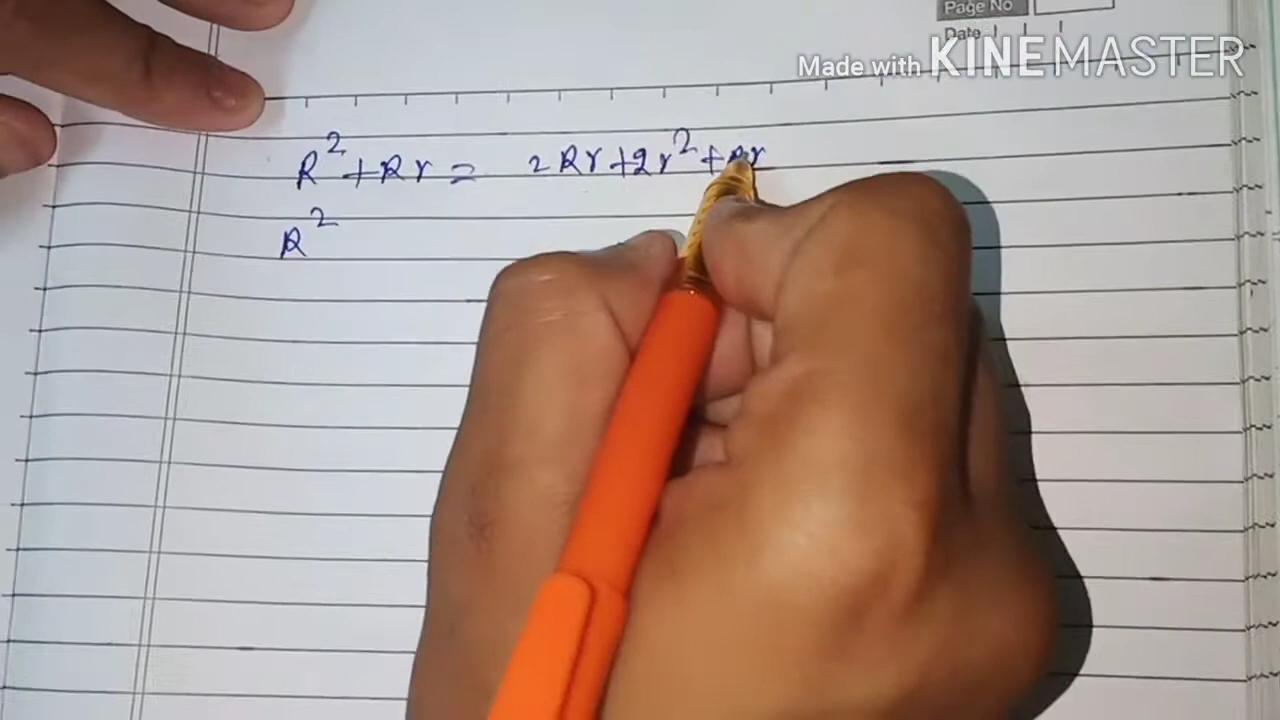 Page No
Date
Made with KINEMASTER
R² + Rr = 2Rr + 2r² + Rr
R²